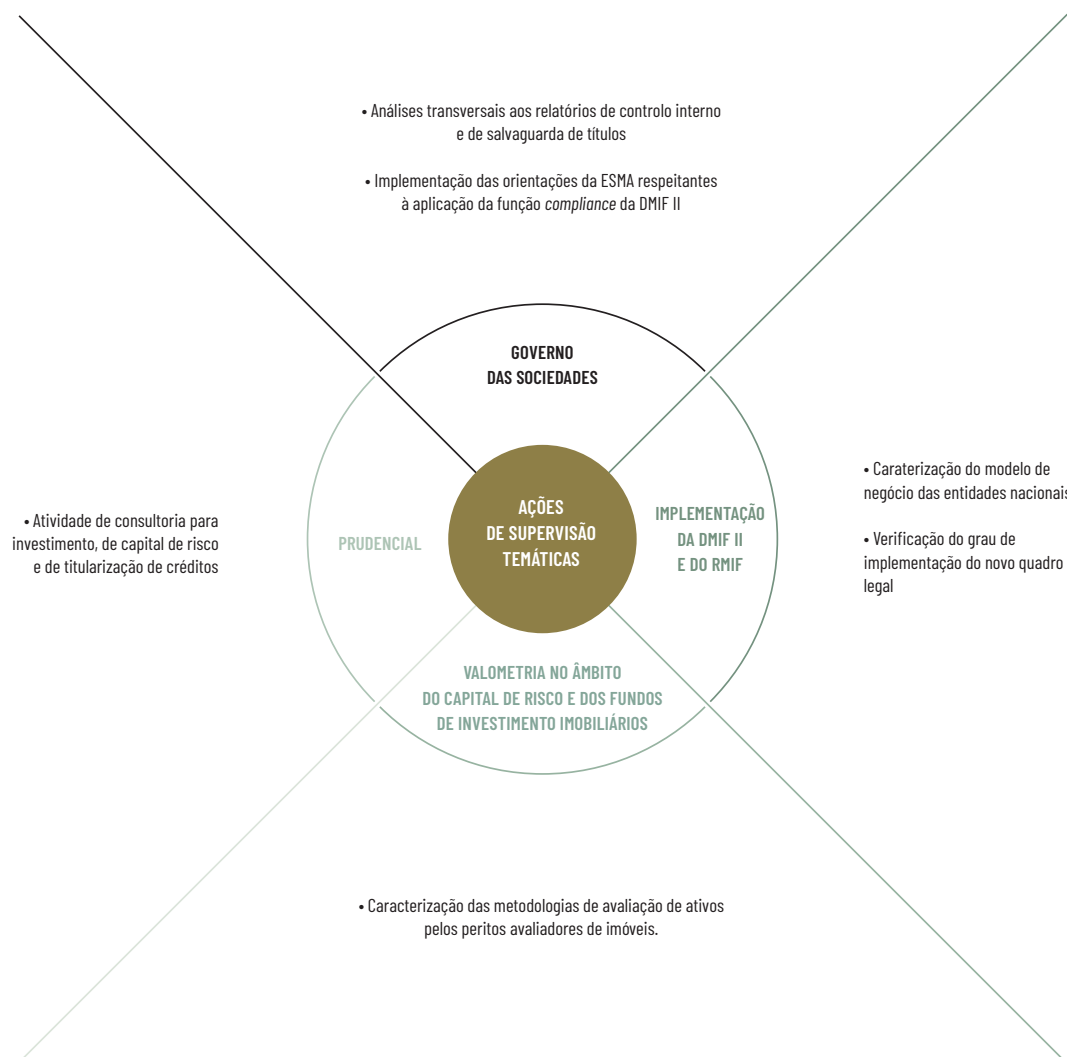 • Análises transversais aos relatórios de controlo interno
e de salvaguarda de títulos
• Implementação das orientações da ESMA respeitantes
à aplicação da função compliance da DMIF II
GOVERNO
DAS SOCIEDADES
AÇÕES
DE SUPERVISÃO
TEMÁTICAS
PRUDENCIAL
IMPLEMENTAÇÃO
DA DMIF II
E DO RMIF
• Atividade de consultoria para
investimento, de capital de risco
e de titularização de créditos
• Caraterização do modelo de
negócio das entidades nacionais
• Verificação do grau de
implementação do novo quadro
legal
VALOMETRIA NO ÂMBITO
DO CAPITAL DE RISCO E DOS FUNDOS
DE INVESTIMENTO IMOBILIÁRIOS
• Caracterização das metodologias de avaliação de ativos
pelos peritos avaliadores de imóveis.